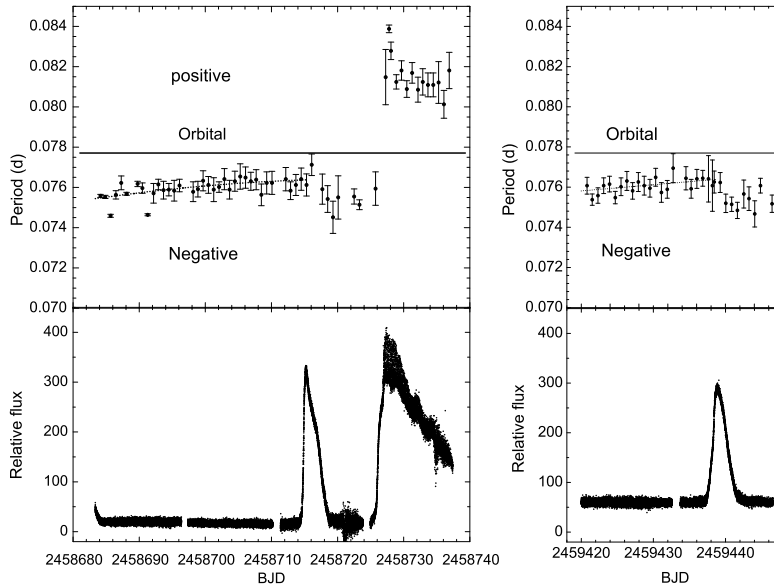 0.084
0.082
0.080
0.078
0.076
0.074
0.072
0.070
Period (d)
positive
Orbital
Negative
400
300
200
100
0
Relative flux
2458680 2458690 2458700 2458710 2458720 2458730 2458740
BJD
0.084
0.082
0.080
0.078
0.076
0.074
0.072
0.070
Period (d)
Orbital
Negative
400
300
200
100
0
Relative flux
2459420 2459430 2459440
BJD